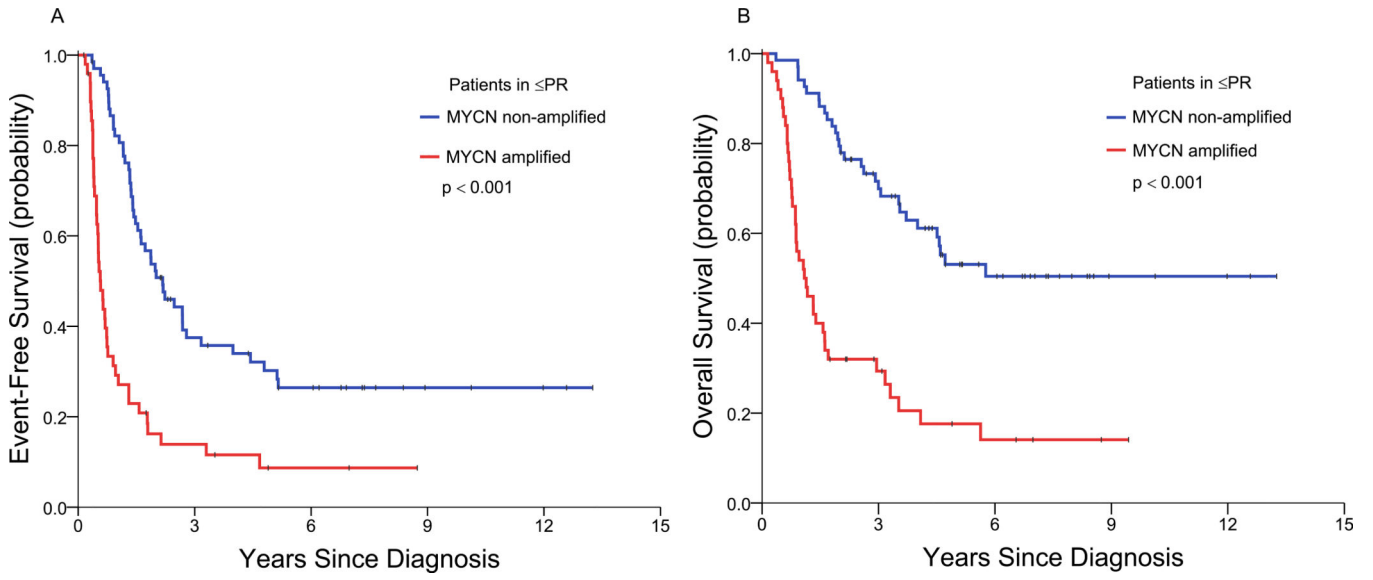 A
Event-Free Survival (probability)
1.0
0.8
0.6
0.4
0.2
0.0
0 3 6 9 12 15
Years Since Diagnosis
Patients in ≤PR
MYCN non-amplified
MYCN amplified
p < 0.001
B
Overall Survival (probability)
1.0
0.8
0.6
0.4
0.2
0.0
0 3 6 9 12 15
Years Since Diagnosis
Patients in ≤PR
MYCN non-amplified
MYCN amplified
p < 0.001